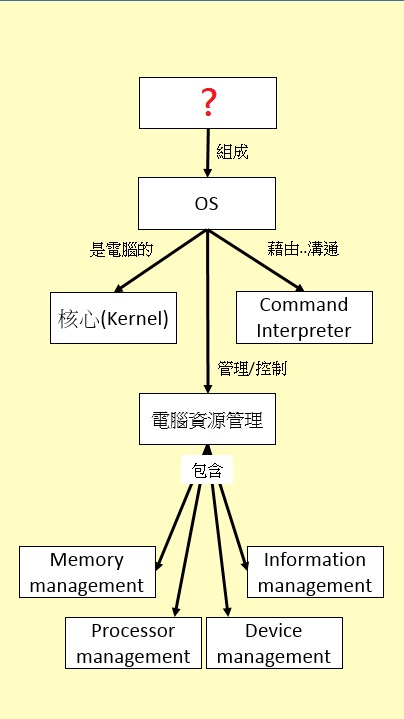 ?
組成
OS
是電腦的
藉由..溝通
核心(Kernel)
Command
Interpreter
管理/控制
電腦資源管理
包含
Memory
management
Information
management
Processor
management
Device
management